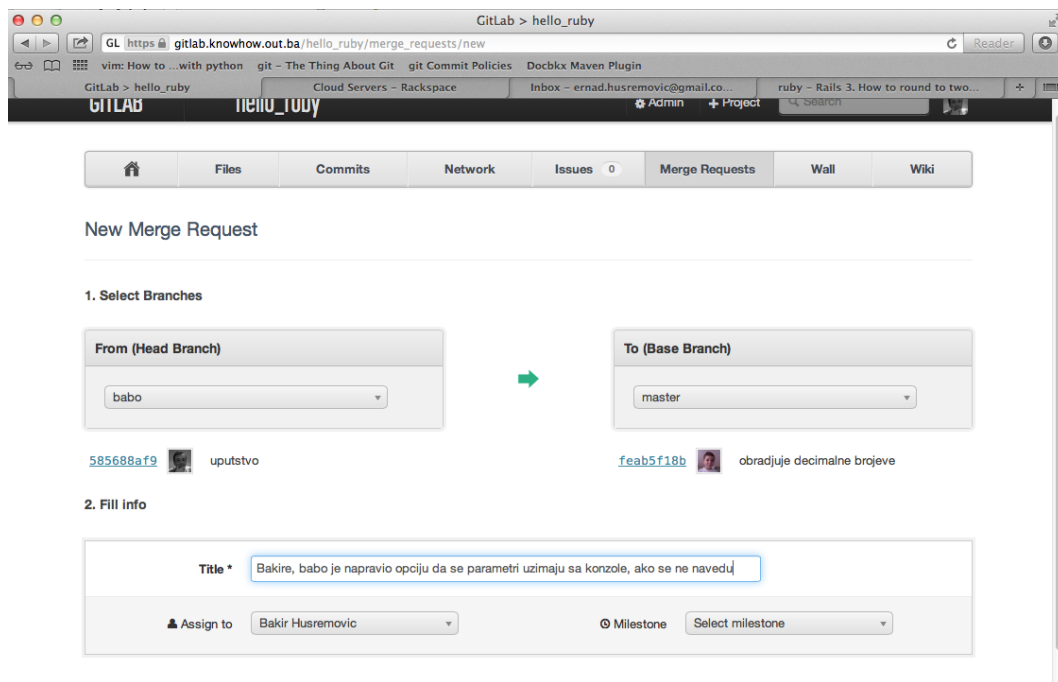 GitLab > hello_ruby
GL https gitlab.knowhow.out.ba/hello_ruby/merge_requests/new Reader
vim: How to ...with python git – The Thing About Git git Commit Policies Docbkx Maven Plugin
GitLab > hello_ruby Cloud Servers – Rackspace Inbox – ernad.husremovic@gmail.co... ruby – Rails 3. How to round to two... +
GITLAB hello_ruby Admin + Project Search
Files Commits Network Issues 0 Merge Requests Wall Wiki
New Merge Request
1. Select Branches
From (Head Branch) To (Base Branch)
babo master
585688af9 uputstvo feab5f18b obradjuje decimalne brojeve
2. Fill info
Title * Bakire, babo je napravio opciju da se parametri uzimaju sa konzole, ako se ne navedu
Assign to Bakir Husremovic Milestone Select milestone